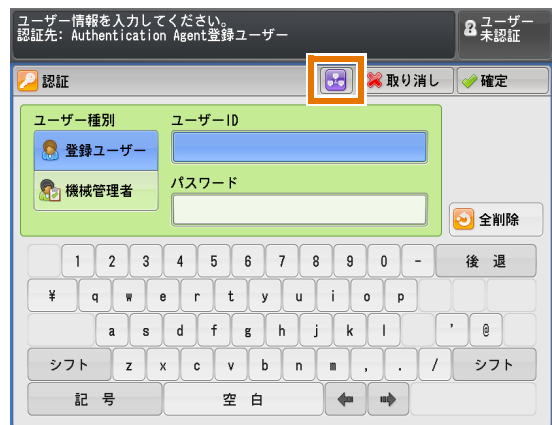 ユーザー情報を入力してください。
認証先: Authentication Agent登録ユーザー
ユーザー
未認証
認証
取り消し
確定
ユーザー種別
ユーザーID
登録ユーザー
機械管理者
パスワード
全削除
1 2 3 4 5 6 7 8 9 0 - 後 退
¥ q w e r t y u i o p
a s d f g h j k l ' @
シフト z x c v b n m , . / シフト
記 号 空 白